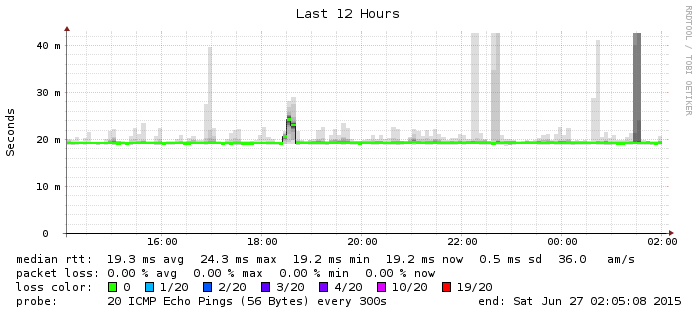 Last 12 Hours
RRDTOOL / TOBI OETIKER
Seconds
40 m
30 m
20 m
10 m
0
16:00 18:00 20:00 22:00 00:00 02:00
median rtt: 19.3 ms avg 24.3 ms max 19.2 ms min 19.2 ms now 0.5 ms sd 36.0 am/s
packet loss: 0.00 % avg 0.00 % max 0.00 % min 0.00 % now
loss color: 0 1/20 2/20 3/20 4/20 10/20 19/20
probe: 20 ICMP Echo Pings (56 Bytes) every 300s end: Sat Jun 27 02:05:08 2015